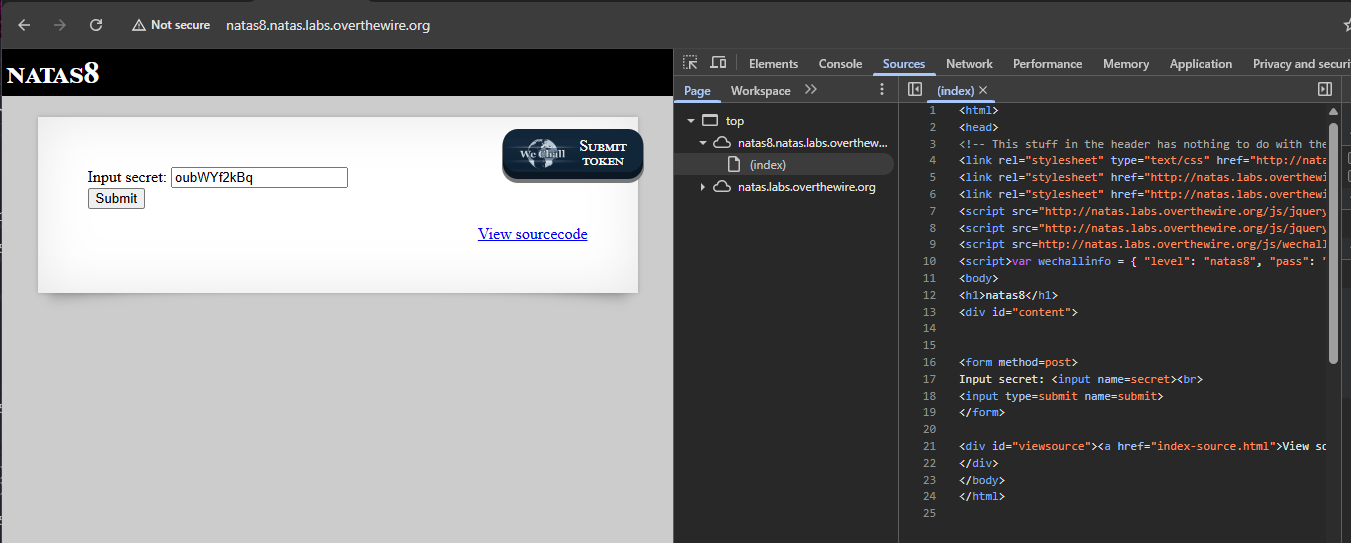 Not secure natas8.natas.labs.overthewire.org
NATAS8
We Chall
SUBMIT TOKEN
Input secret: oubWYf2kBq
Submit
View sourcecode
Elements Console Sources Network Performance Memory Application Privacy and securi
Page Workspace
(index)
top
natas8.natas.labs.overthewire...
(index)
natas.labs.overthewire.org
1 <html>
2 <head>
3 <!-- This stuff in the header has nothing to do with the
4 <link rel="stylesheet" type="text/css" href="http://nata
5 <link rel="stylesheet" href="http://natas.labs.overthewi
6 <link rel="stylesheet" href="http://natas.labs.overthewi
7 <script src="http://natas.labs.overthewire.org/js/jquery
8 <script src="http://natas.labs.overthewire.org/js/jquery
9 <script src=http://natas.labs.overthewire.org/js/wechall
10 <script>var wechallinfo = { "level": "natas8", "pass": "
11 <body>
12 <h1>natas8</h1>
13 <div id="content">
14
15
16 <form method=post>
17 Input secret: <input name=secret><br>
18 <input type=submit name=submit>
19 </form>
20
21 <div id="viewsource"><a href="index-source.html">View so
22 </div>
23 </body>
24 </html>
25